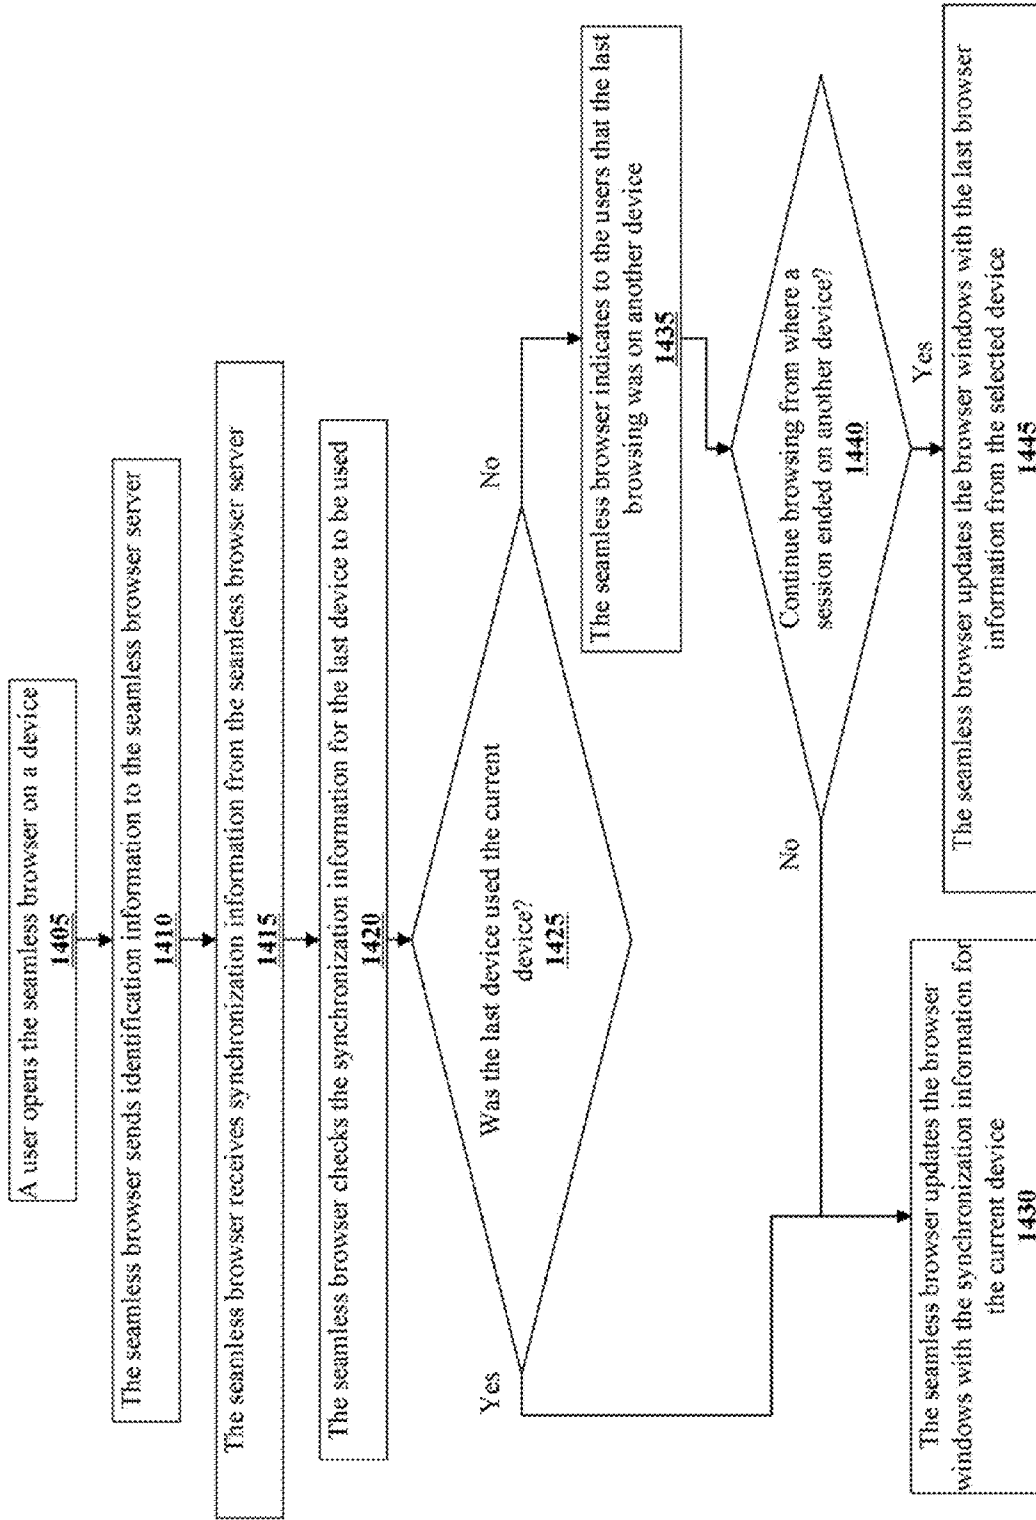 A user opens the seamless browser on a device
1405
The seamless browser sends identification information to the seamless browser server
1410
The seamless browser receives synchronization information from the seamless browser server
1415
The seamless browser checks the synchronization information for the last device to be used
1420
Was the last device used the current
device?
1425
Yes
No
The seamless browser indicates to the users that the last
browsing was on another device
1435
Continue browsing from where a
session ended on another device?
1440
No
Yes
The seamless browser updates the browser
windows with the synchronization information for
the current device
1430
The seamless browser updates the browser windows with the last browser
information from the selected device
1445